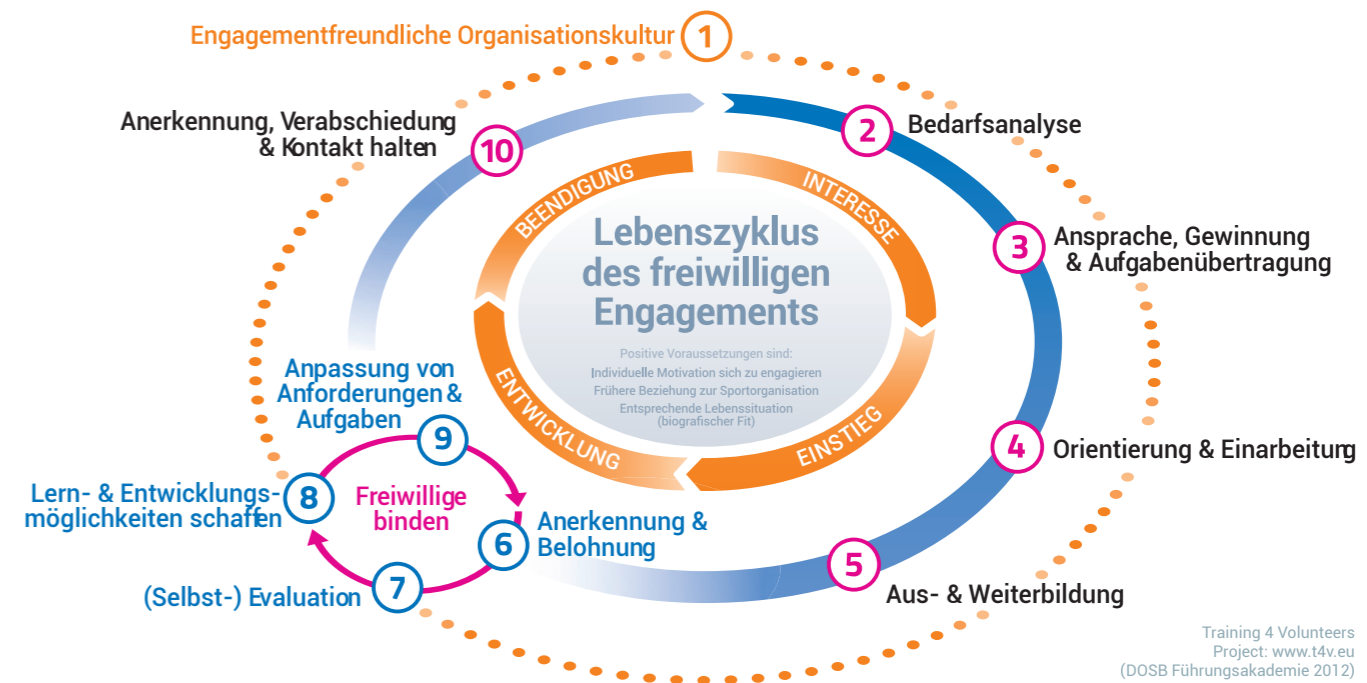 Engagementfreundliche Organisationskultur 1
Anerkennung, Verabschiedung
& Kontakt halten
10
2
Bedarfsanalyse
3
Ansprache, Gewinnung
& Aufgabenübertragung
4
Orientierung & Einarbeitung
5
Aus- & Weiterbildung
6
Anerkennung &
Belohnung
7
(Selbst-) Evaluation
8
Lern- & Entwicklungs-
möglichkeiten schaffen
9
Anpassung von
Anforderungen &
Aufgaben
Freiwillige
binden
INTERESSE
EINSTIEG
ENTWICKLUNG
BEENDIGUNG
Lebenszyklus
des freiwilligen
Engagements
Positive Voraussetzungen sind:
Individuelle Motivation sich zu engagieren
Frühere Beziehung zur Sportorganisation
Entsprechende Lebenssituation
(biografischer Fit)
Training 4 Volunteers
Project: www.t4v.eu
(DOSB Führungsakademie 2012)